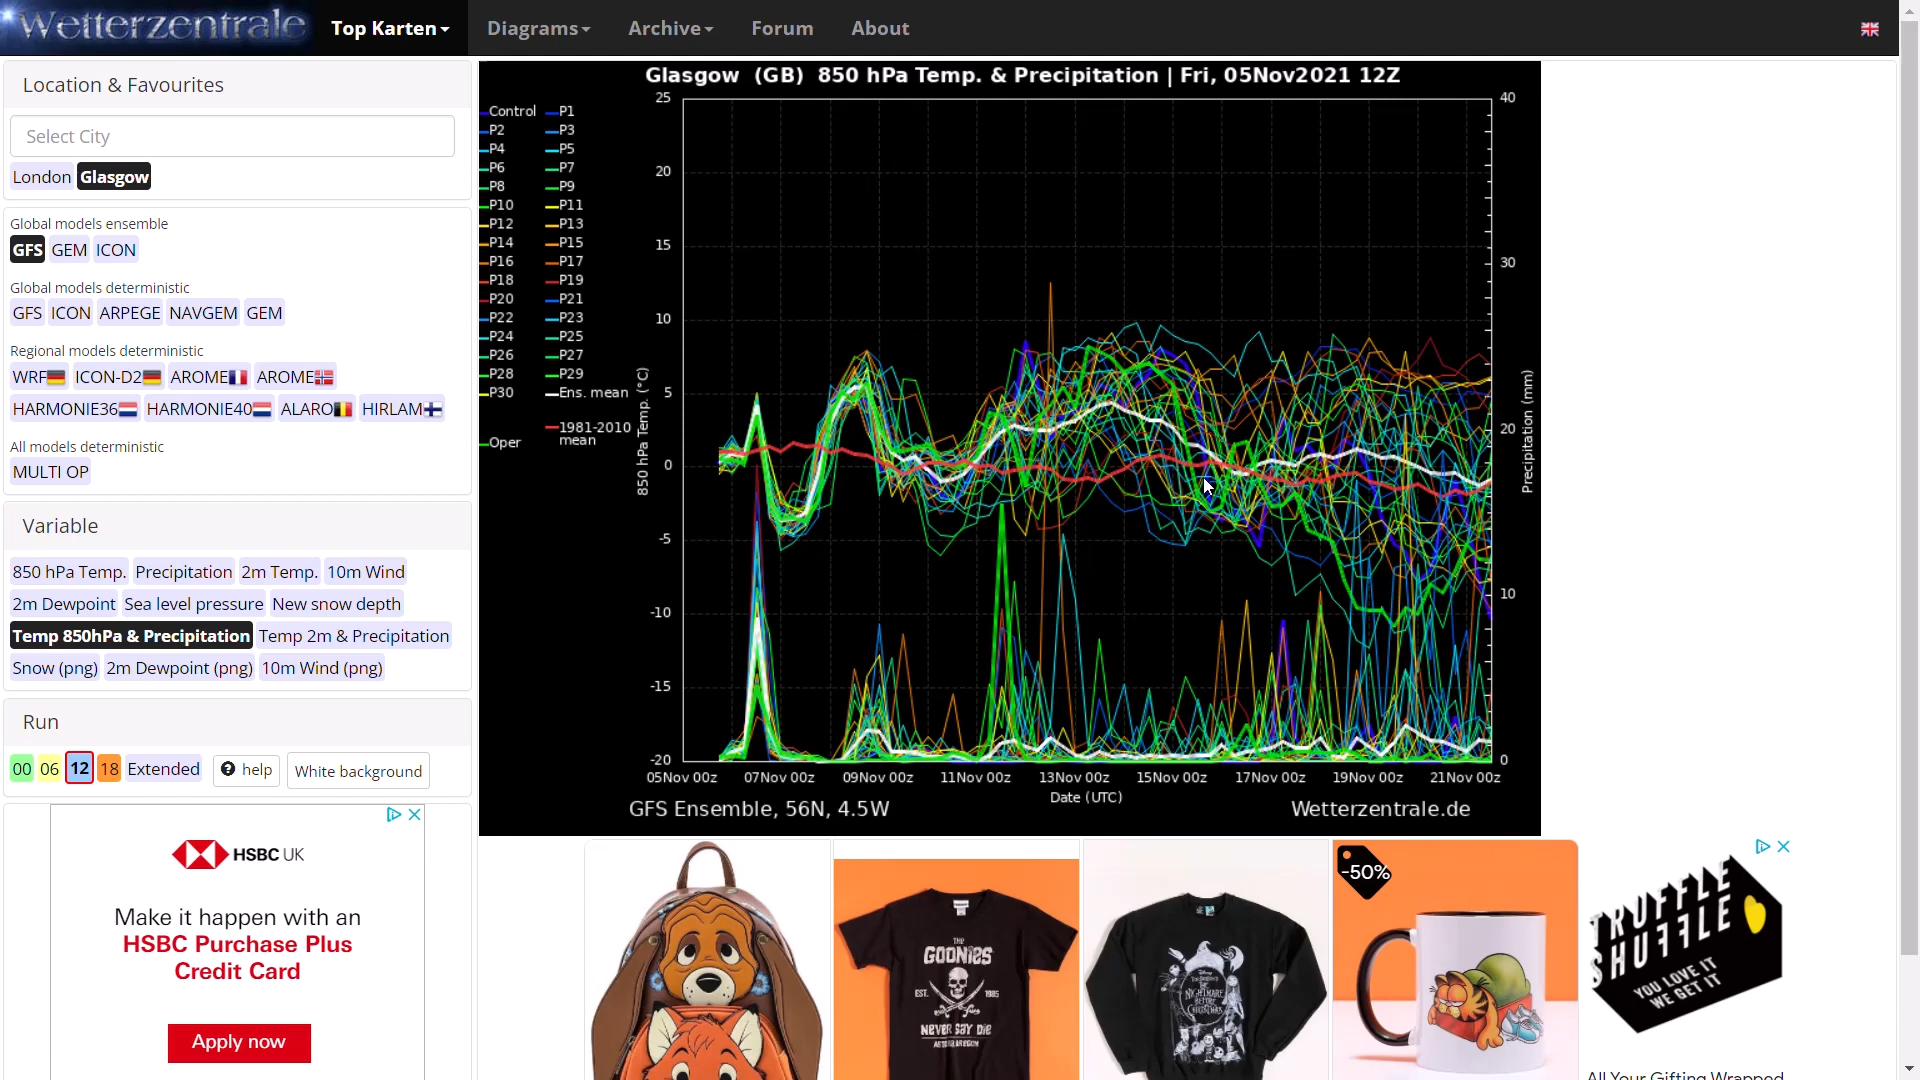 Wetterzentrale
Top Karten
Diagrams
Archive
Forum
About
Location & Favourites
Select City
London Glasgow
Global models ensemble
GFS GEM ICON
Global models deterministic
GFS ICON ARPEGE NAVGEM GEM
Regional models deterministic
WRF ICON-D2 AROME AROME
HARMONIE36 HARMONIE40 ALARO HIRLAM
All models deterministic
MULTI OP
Variable
850 hPa Temp. Precipitation 2m Temp. 10m Wind
2m Dewpoint Sea level pressure New snow depth
Temp 850hPa & Precipitation Temp 2m & Precipitation
Snow (png) 2m Dewpoint (png) 10m Wind (png)
Run
00 06 12 18 Extended help White background
HSBC UK
Make it happen with an
HSBC Purchase Plus
Credit Card
Apply now
Glasgow (GB) 850 hPa Temp. & Precipitation | Fri, 05Nov2021 12Z
Control P1
P2 P3
P4 P5
P6 P7
P8 P9
P10 P11
P12 P13
P14 P15
P16 P17
P18 P19
P20 P21
P22 P23
P24 P25
P26 P27
P28 P29
P30 Ens. mean
1981-2010
mean
Oper
850 hPa Temp. (°C)
25
20
15
10
5
0
-5
-10
-15
-20
40
30
20
10
0
Precipitation (mm)
05Nov 00z 07Nov 00z 09Nov 00z 11Nov 00z 13Nov 00z 15Nov 00z 17Nov 00z 19Nov 00z 21Nov 00z
Date (UTC)
GFS Ensemble, 56N, 4.5W
Wetterzentrale.de
THE
GOONIES
EST. 1985
NEVER SAY DIE
ASTORIA, OREGON
Disney
NIGHTMARE
BEFORE
CHRISTMAS
-50%
TRUFFLE
SHUFFLE
YOU LOVE IT
WE GET IT
All Your Gifting Wrapped